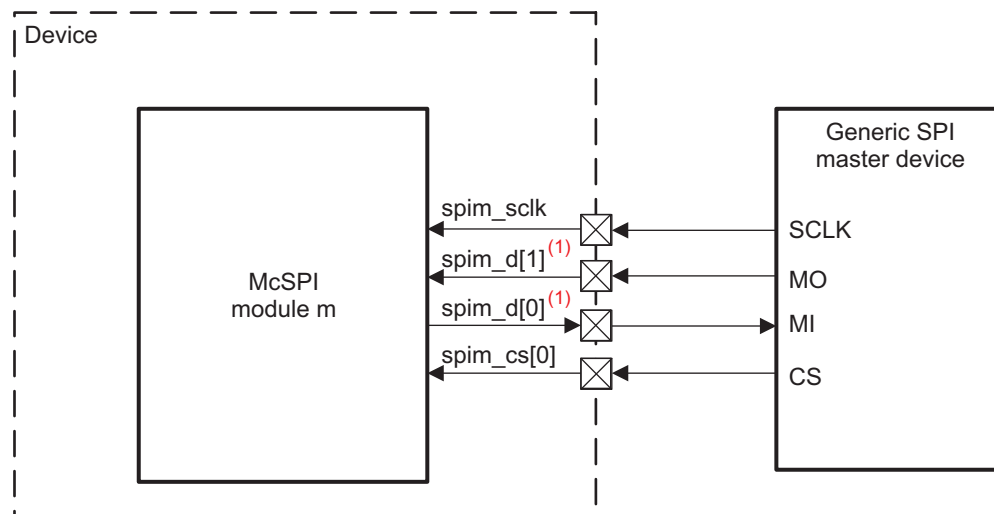 Device
Generic SPI
master device
McSPI
module m
spim_sclk
spim_d[1](1)
spim_d[0](1)
spim_cs[0]
SCLK
MO
MI
CS